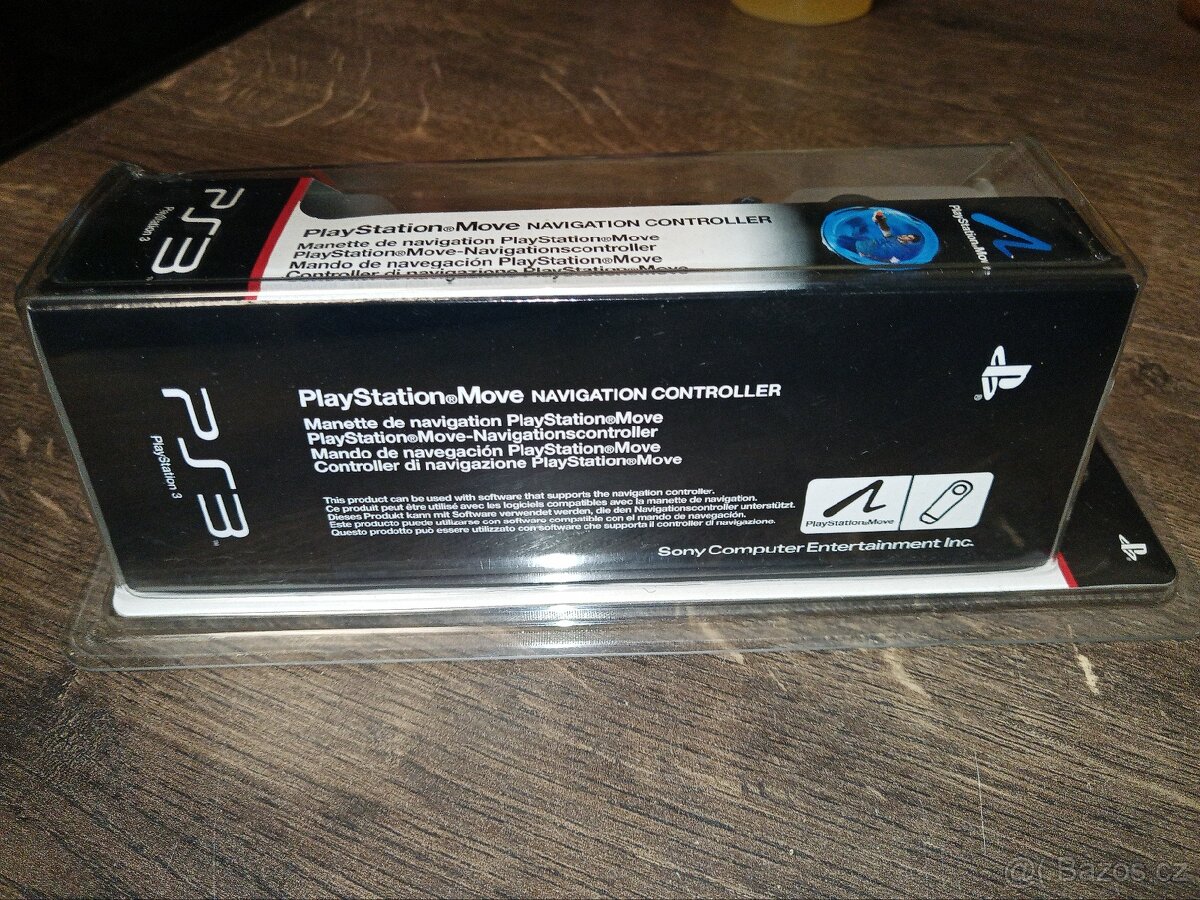 PS3
PlayStation 3
PlayStation®Move NAVIGATION CONTROLLER
Manette de navigation PlayStation®Move
PlayStation®Move-Navigationscontroller
Mando de navegación PlayStation®Move
Controller di navigazione PlayStation®Move
PlayStation®Move
PS3
PlayStation 3
PlayStation®Move NAVIGATION CONTROLLER
Manette de navigation PlayStation®Move
PlayStation®Move-Navigationscontroller
Mando de navegación PlayStation®Move
Controller di navigazione PlayStation®Move
This product can be used with software that supports the navigation controller.
Ce produit peut être utilisé avec les logiciels compatibles avec la manette de navigation.
Dieses Produkt kann mit Software verwendet werden, die den Navigationscontroller unterstützt.
Este producto puede utilizarse con software compatible con el mando de navegación.
Questo prodotto può essere utilizzato con software che supporta il controller di navigazione.
PlayStation®Move
Sony Computer Entertainment Inc.
@ Bazos.cz